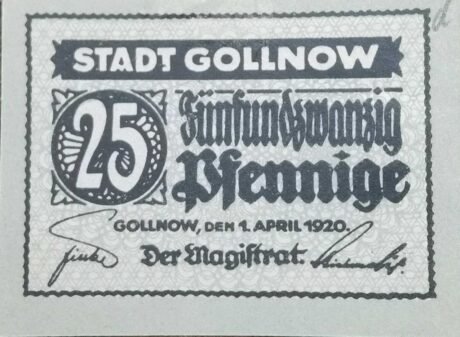 STADT GOLLNOW
25
Fünfundzwanzig
Pfennige
GOLLNOW, DEN 1. APRIL 1920.
Der Magistrat.
d